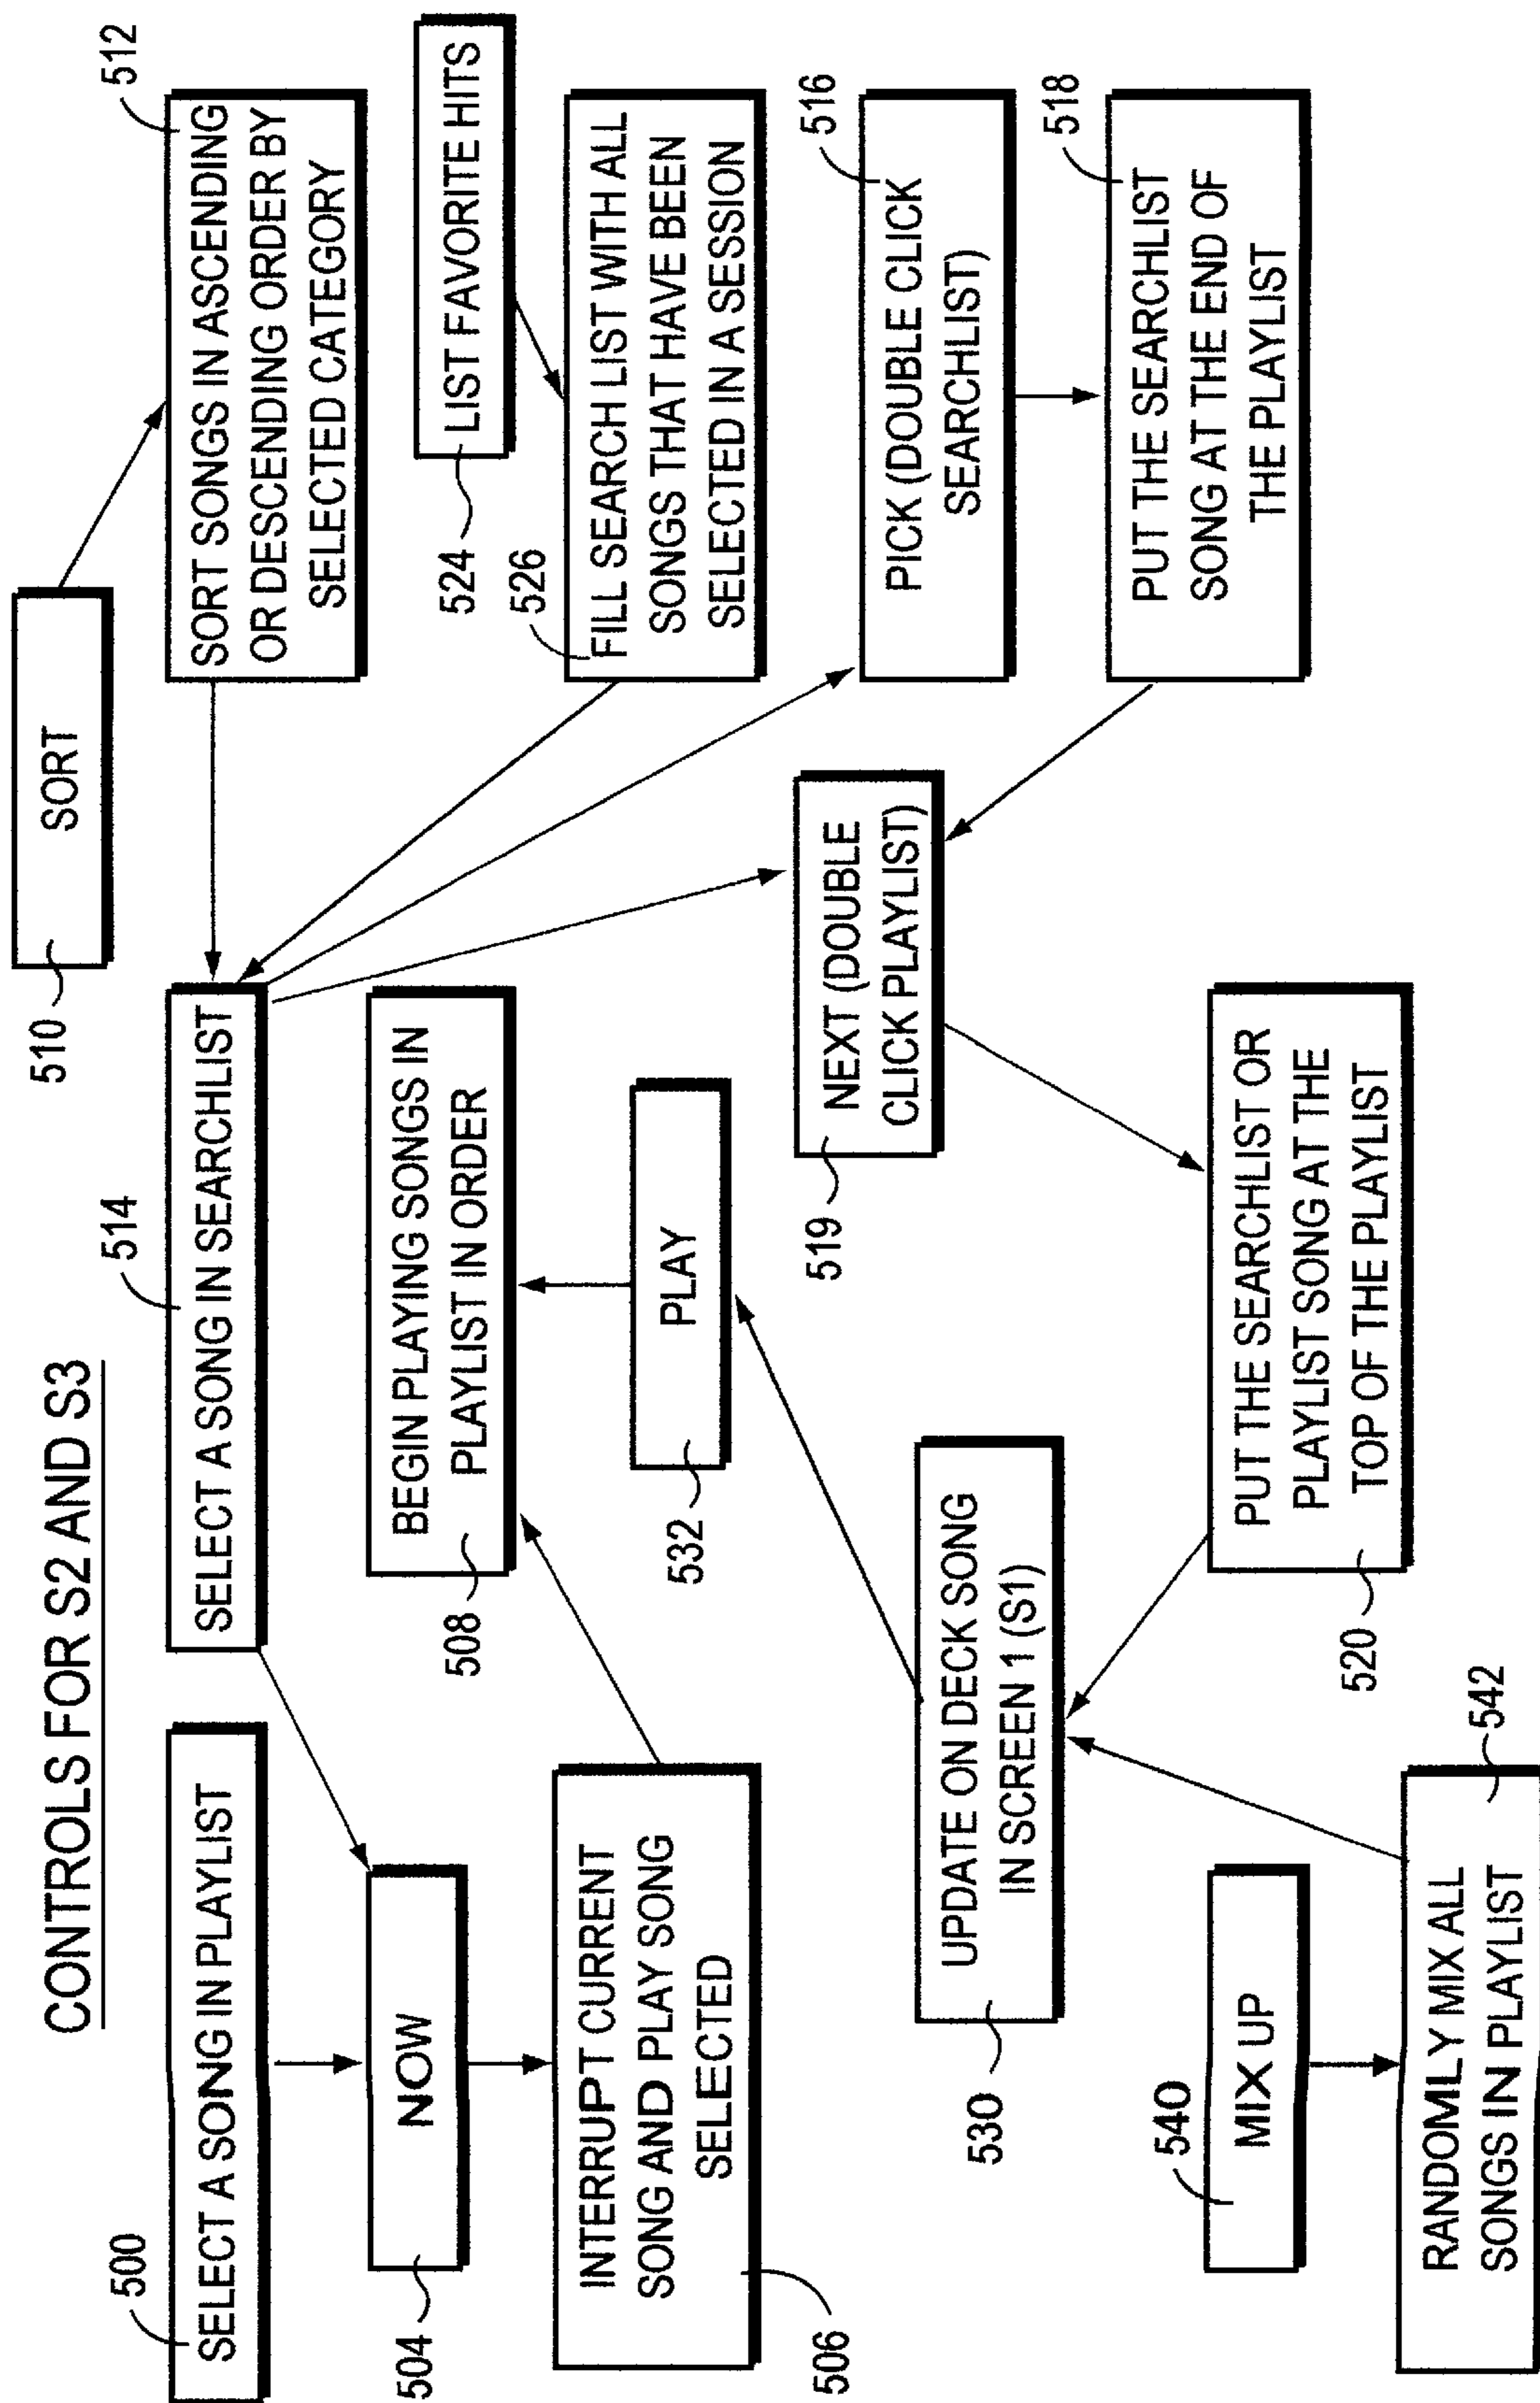 CONTROLS FOR S2 AND S3
500
SELECT A SONG IN PLAYLIST
504
NOW
506
INTERRUPT CURRENT
SONG AND PLAY SONG
SELECTED
514
SELECT A SONG IN SEARCHLIST
508
BEGIN PLAYING SONGS IN
PLAYLIST IN ORDER
532
PLAY
510
SORT
512
SORT SONGS IN ASCENDING
OR DESCENDING ORDER BY
SELECTED CATEGORY
524
LIST FAVORITE HITS
526
FILL SEARCH LIST WITH ALL
SONGS THAT HAVE BEEN
SELECTED IN A SESSION
516
PICK (DOUBLE CLICK
SEARCHLIST)
518
PUT THE SEARCHLIST
SONG AT THE END OF
THE PLAYLIST
519
NEXT (DOUBLE
CLICK PLAYLIST)
520
PUT THE SEARCHLIST OR
PLAYLIST SONG AT THE
TOP OF THE PLAYLIST
530
UPDATE ON DECK SONG
IN SCREEN 1 (S1)
540
MIX UP
542
RANDOMLY MIX ALL
SONGS IN PLAYLIST